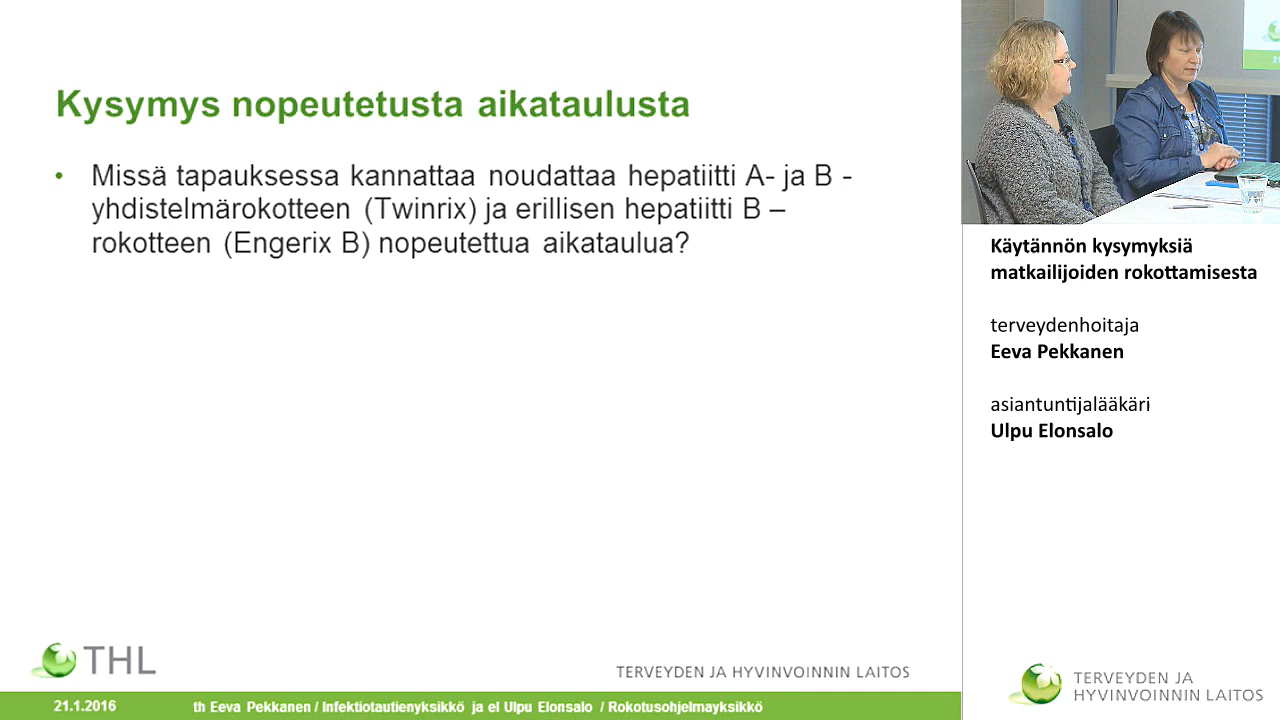 Kysymys nopeutetusta aikataulusta
• Missä tapauksessa kannattaa noudattaa hepatiitti A- ja B -
yhdistelmärokotteen (Twinrix) ja erillisen hepatiitti B –
rokotteen (Engerix B) nopeutettua aikataulua?
THL
TERVEYDEN JA HYVINVOINNIN LAITOS
21.1.2016 th Eeva Pekkanen / Infektiotautienyksikkö ja el Ulpu Elonsalo / Rokotusohjelmayksikkö
Käytännön kysymyksiä
matkailijoiden rokottamisesta
terveydenhoitaja
Eeva Pekkanen
asiantuntijalääkäri
Ulpu Elonsalo
TERVEYDEN JA
HYVINVOINNIN LAITOS